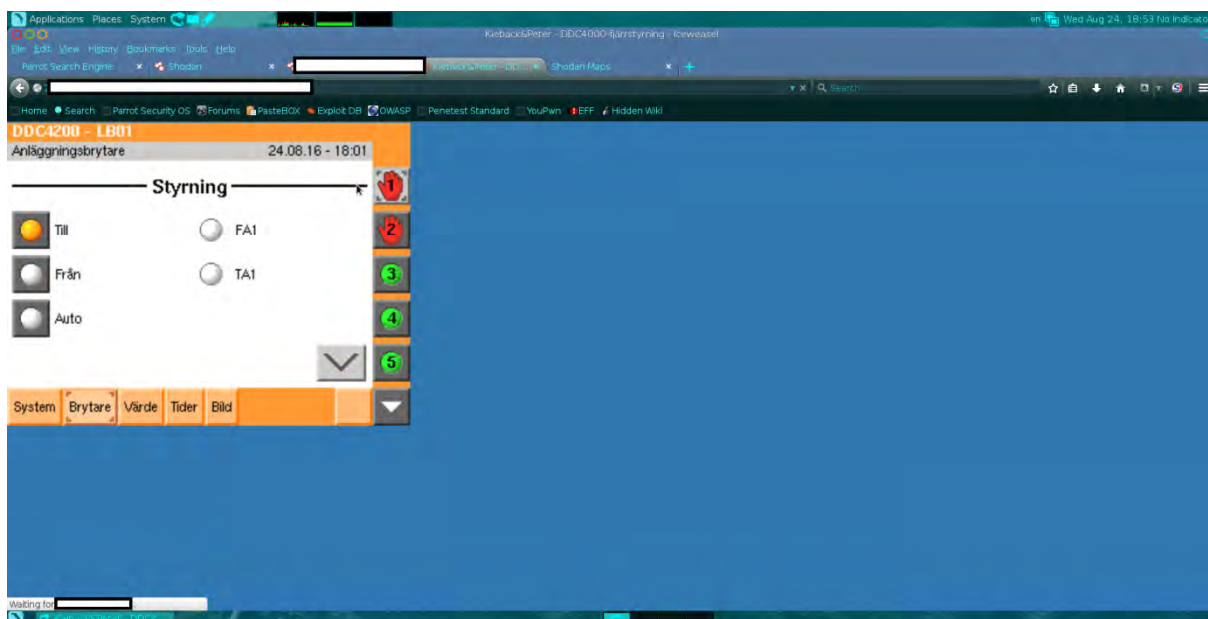 Applications Places System
en Wed Aug 24, 18:53 No Indicato
Kieback&Peter - DDC4000-fjärrstyrning - Iceweasel
File Edit View History Bookmarks Tools Help
Parrot Search Engine × Shodan × Kieback&Peter - DD... × Shodan Maps × +
Search
Home Search Parrot Security OS Forums PasteBOX Exploit DB OWASP Penetest Standard YouPwn EFF Hidden Wiki
DDC4200 - LB01
Anläggningsbrytare 24.08.16 - 18:01
Styrning 1
Till FA1 2
Från TA1 3
Auto 4
5
System Brytare Värde Tider Bild
Waiting for